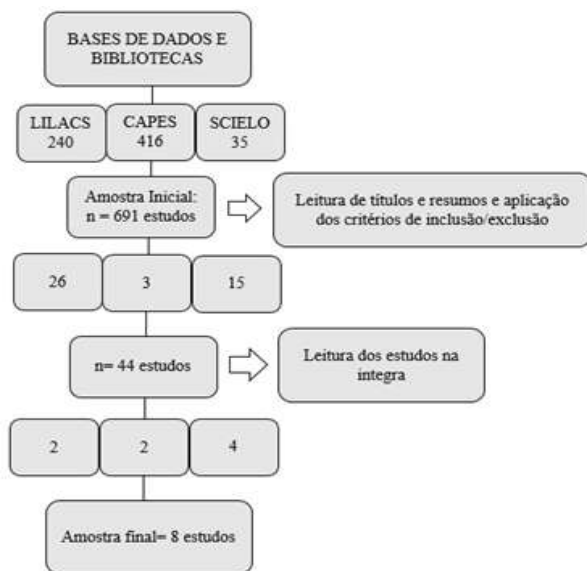 BASES DE DADOS E
BIBLIOTECAS
LILACS
240
CAPES
416
SCIELO
35
Amostra Inicial:
n = 691 estudos
Leitura de títulos e resumos e aplicação
dos critérios de inclusão/exclusão
26
3
15
n= 44 estudos
Leitura dos estudos na
integra
2
2
4
Amostra final= 8 estudos